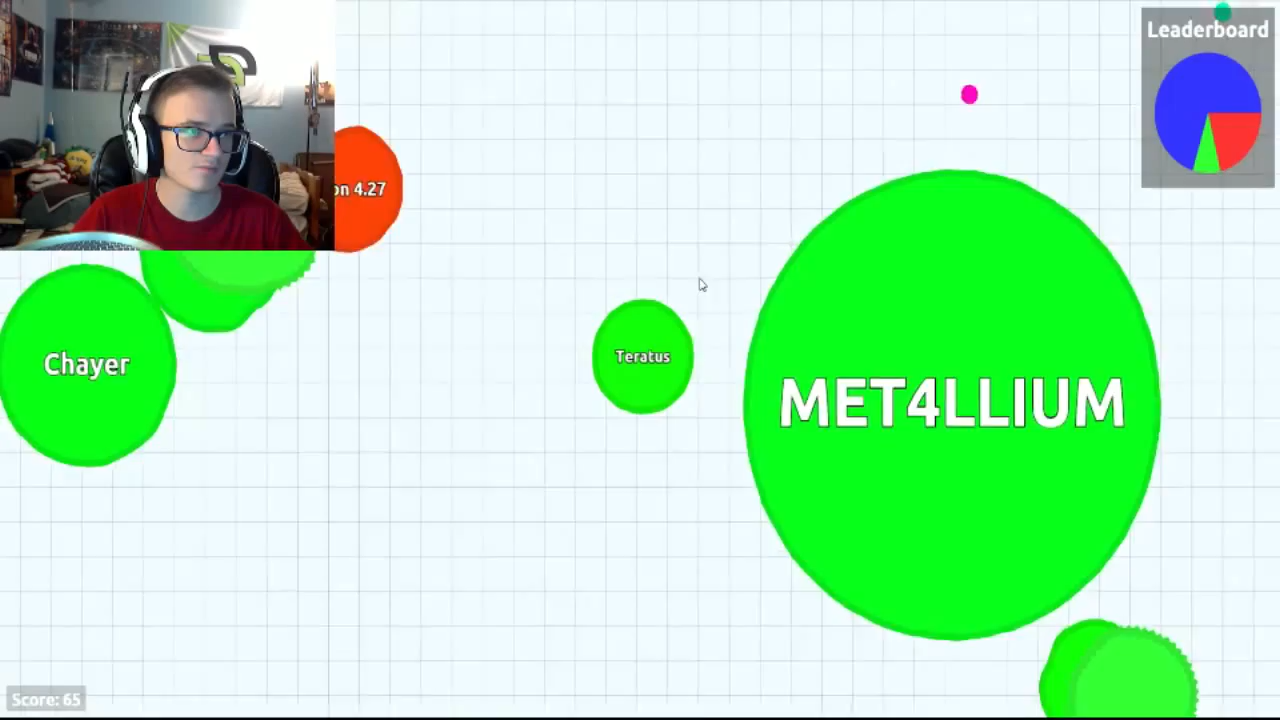 Leaderboard
on 4.27
Teratus
Chayer
MET4LLIUM
Score: 65